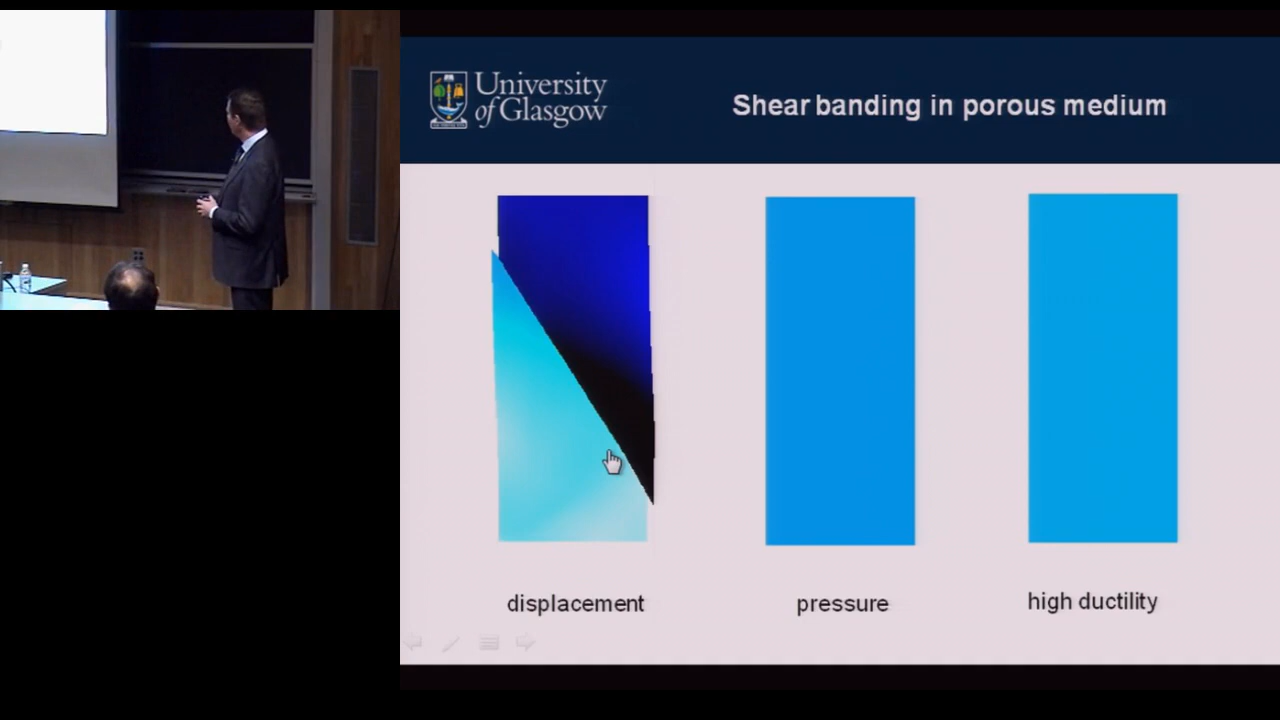 University
of Glasgow
Shear banding in porous medium
displacement
pressure
high ductility